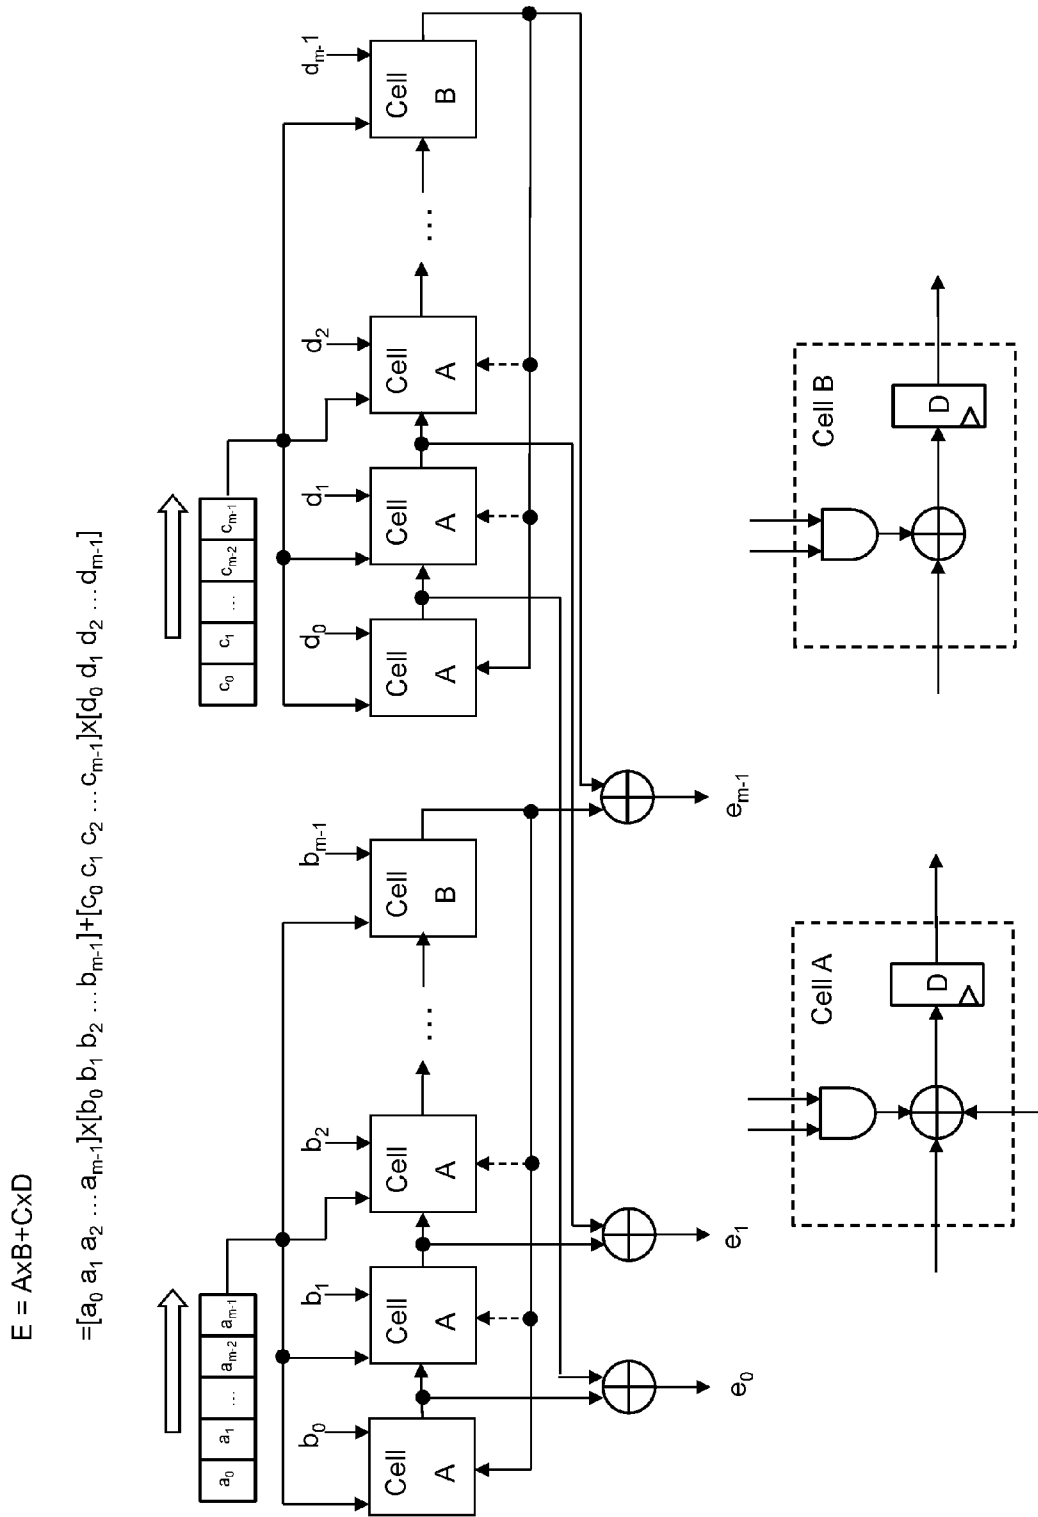 E = AxB+CxD
=[a0 a1 a2 ... am-1]x[b0 b1 b2 ... bm-1]+[c0 c1 c2 ... cm-1]x[d0 d1 d2 ... dm-1]
a0 a1 ... am-2 am-1
c0 c1 ... cm-2 cm-1
b0 b1 b2 bm-1
d0 d1 d2 dm-1
Cell A
Cell A
Cell A
...
Cell B
Cell A
Cell A
Cell A
...
Cell B
e0 e1 em-1
Cell A
D
Cell B
D